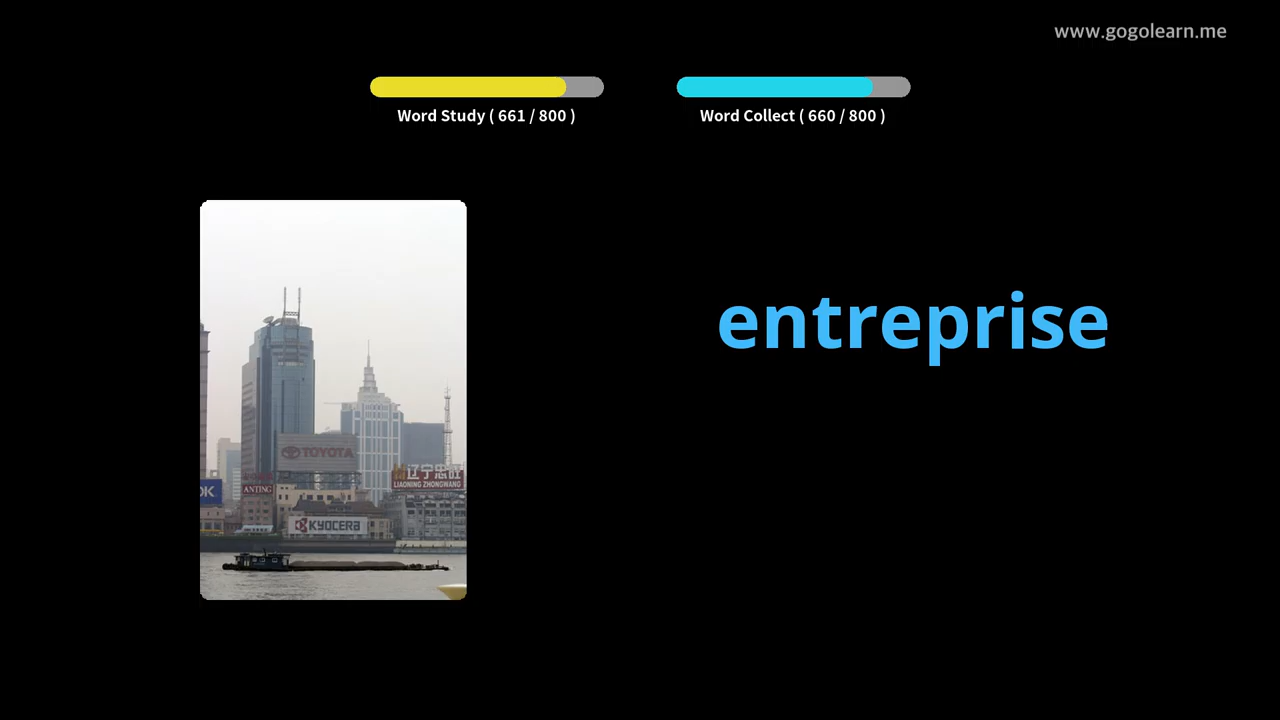 www.gogolearn.me
Word Study ( 661 / 800 )
Word Collect ( 660 / 800 )
entreprise
TOYOTA
辽宁忠旺
LIAONING ZHONGWANG
OK
ANTING
KYOCERA